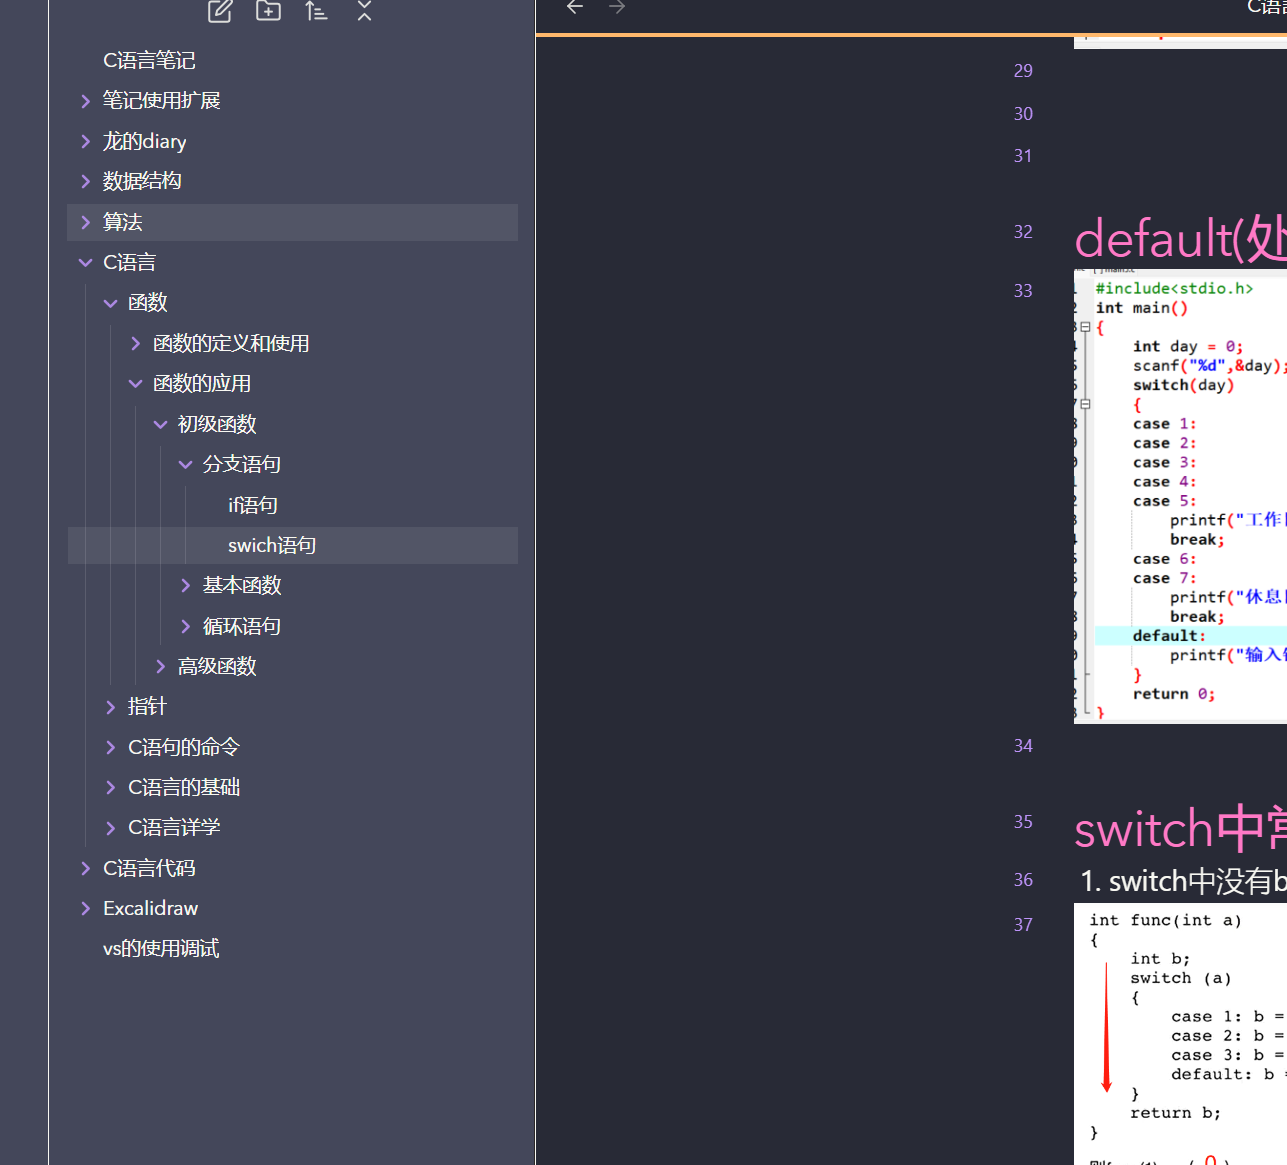 C语言笔记
笔记使用扩展
龙的diary
数据结构
算法
C语言
函数
函数的定义和使用
函数的应用
初级函数
分支语句
if语句
swich语句
基本函数
循环语句
高级函数
指针
C语句的命令
C语言的基础
C语言详学
C语言代码
Excalidraw
vs的使用调试
C语
29
30
31
32
default(处
33
#include<stdio.h>
int main()
{
int day = 0;
scanf("%d",&day);
switch(day)
{
case 1:
case 2:
case 3:
case 4:
case 5:
printf("工作
break;
case 6:
case 7:
printf("休息
break;
default:
printf("输入
}
return 0;
}
34
35
switch中常
36
1. switch中没有b
37
int func(int a)
{
int b;
switch (a)
{
case 1: b =
case 2: b =
case 3: b =
default: b =
}
return b;
}